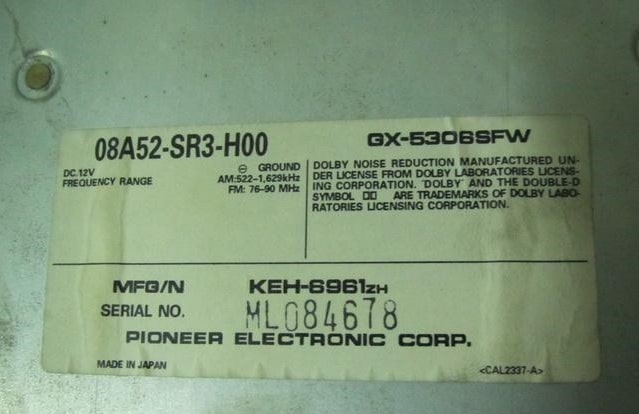 08A52-SR3-H00
GX-5306SFW
DC.12V ⊖ GROUND
FREQUENCY RANGE AM:522-1,629kHz
FM: 76-90 MHz
DOLBY NOISE REDUCTION MANUFACTURED UN-
DER LICENSE FROM DOLBY LABORATORIES LICENS-
ING CORPORATION. "DOLBY" AND THE DOUBLE-D
SYMBOL ARE TRADEMARKS OF DOLBY LABO-
RATORIES LICENSING CORPORATION.
MFG/N KEH-6961ZH
SERIAL NO. ML084678
PIONEER ELECTRONIC CORP.
MADE IN JAPAN <CAL2337-A>